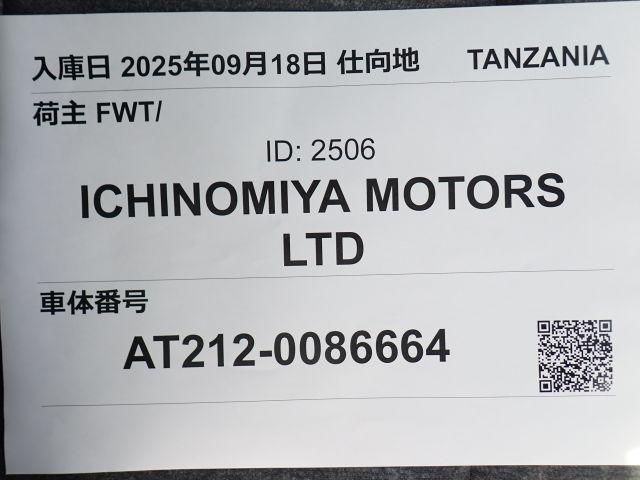 入庫日 2025年09月18日 仕向地 TANZANIA
荷主 FWT/
ID: 2506
ICHINOMIYA MOTORS
LTD
車体番号
AT212-0086664